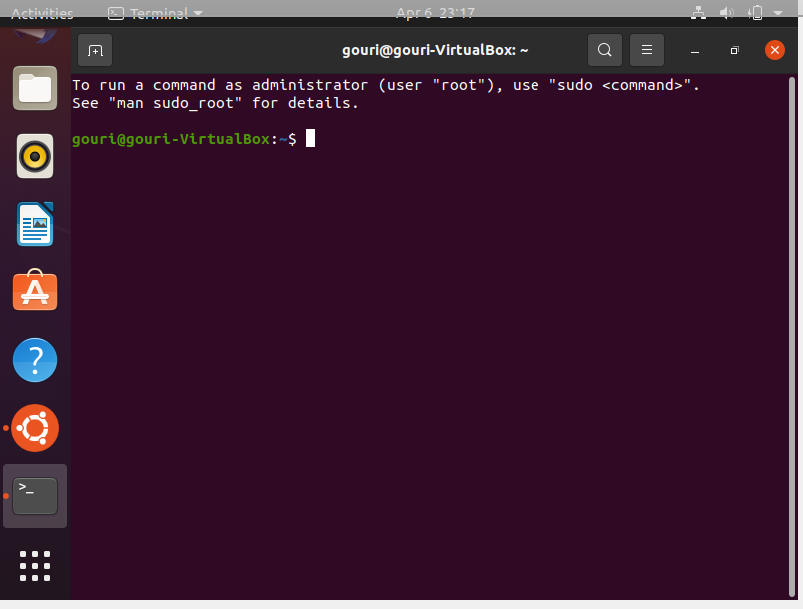 Activities Terminal Apr 6 23:17
gouri@gouri-VirtualBox: ~
To run a command as administrator (user "root"), use "sudo <command>".
See "man sudo_root" for details.
gouri@gouri-VirtualBox:~$
?
>_